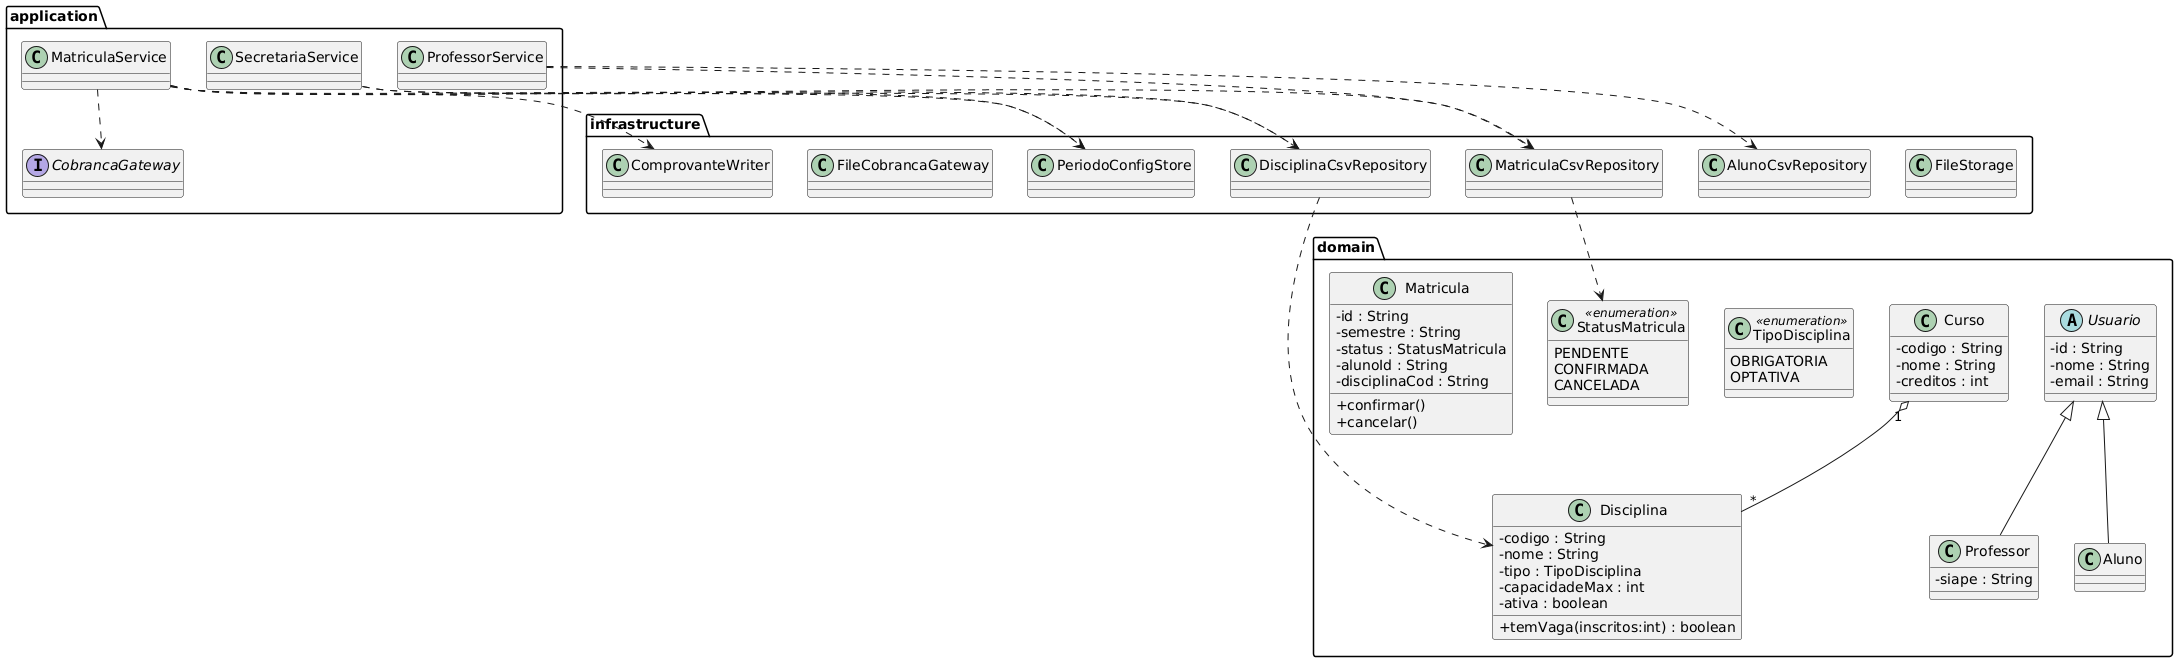 application
C MatriculaService
C SecretariaService
C ProfessorService
I CobrancaGateway
infrastructure
C ComprovanteWriter
C FileCobrancaGateway
C PeriodoConfigStore
C DisciplinaCsvRepository
C MatriculaCsvRepository
C AlunoCsvRepository
C FileStorage
domain
C Matricula
-id : String
-semestre : String
-status : StatusMatricula
-alunoId : String
-disciplinaCod : String
+confirmar()
+cancelar()
C «enumeration»
StatusMatricula
PENDENTE
CONFIRMADA
CANCELADA
C «enumeration»
TipoDisciplina
OBRIGATORIA
OPTATIVA
C Curso
-codigo : String
-nome : String
-creditos : int
A Usuario
-id : String
-nome : String
-email : String
1
*
C Disciplina
-codigo : String
-nome : String
-tipo : TipoDisciplina
-capacidadeMax : int
-ativa : boolean
+temVaga(inscritos:int) : boolean
C Professor
-siape : String
C Aluno